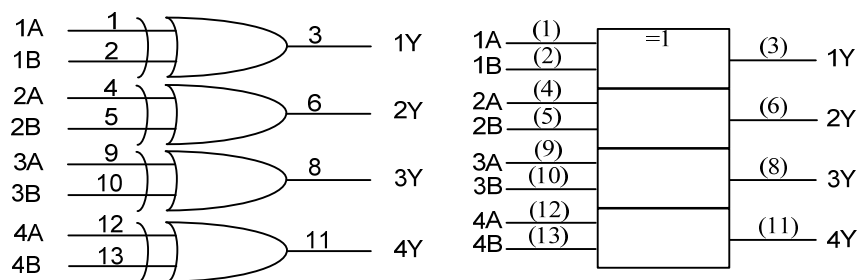 1A 1 3 1Y
1B 2
2A 4 6 2Y
2B 5
3A 9 8 3Y
3B 10
4A 12 11 4Y
4B 13
1A (1) =1 (3) 1Y
1B (2)
2A (4) (6) 2Y
2B (5)
3A (9) (8) 3Y
3B (10)
4A (12) (11) 4Y
4B (13)